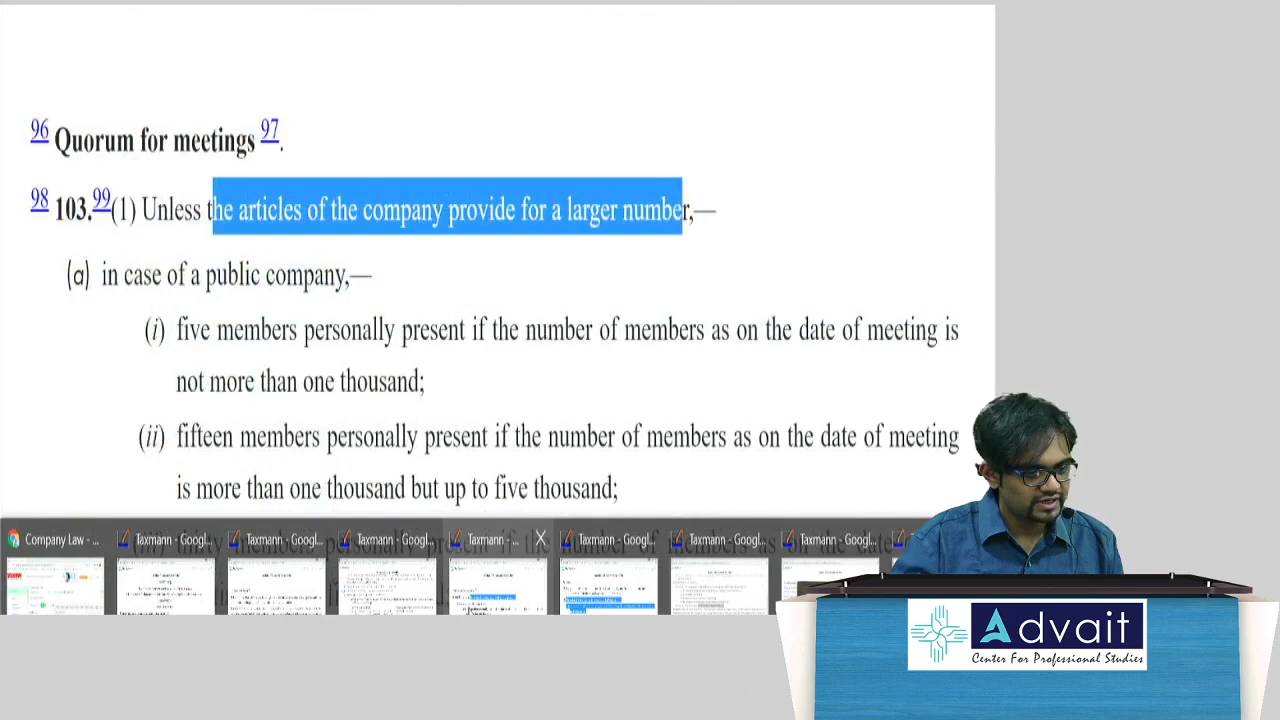 96 Quorum for meetings 97.
98 103.99(1) Unless the articles of the company provide for a larger number,—
(a) in case of a public company,—
(i) five members personally present if the number of members as on the date of meeting is
not more than one thousand;
(ii) fifteen members personally present if the number of members as on the date of meeting
is more than one thousand but up to five thousand;
Company Law - ... Taxmann - Googl... Taxmann - Googl... Taxmann - Googl... Taxmann - ... Taxmann - Googl... Taxmann - Googl... Taxmann - Googl...
Advait
Center For Professional Studies